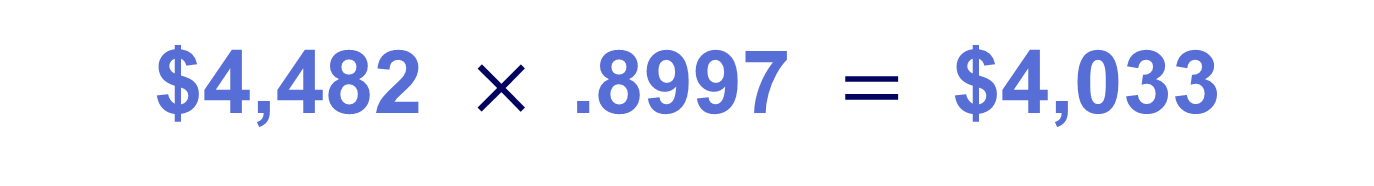 $4,482 × .8997 = $4,033